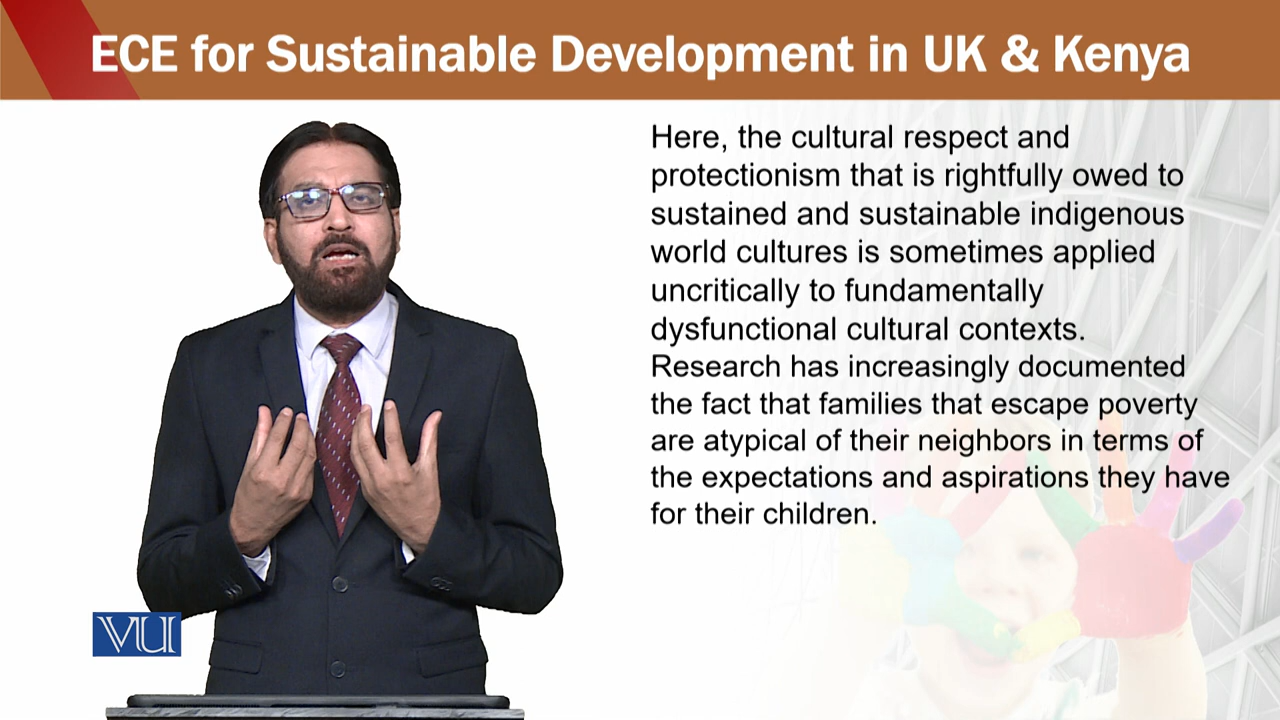 ECE for Sustainable Development in UK & Kenya
Here, the cultural respect and
protectionism that is rightfully owed to
sustained and sustainable indigenous
world cultures is sometimes applied
uncritically to fundamentally
dysfunctional cultural contexts.
Research has increasingly documented
the fact that families that escape poverty
are atypical of their neighbors in terms of
the expectations and aspirations they have
for their children.
VU